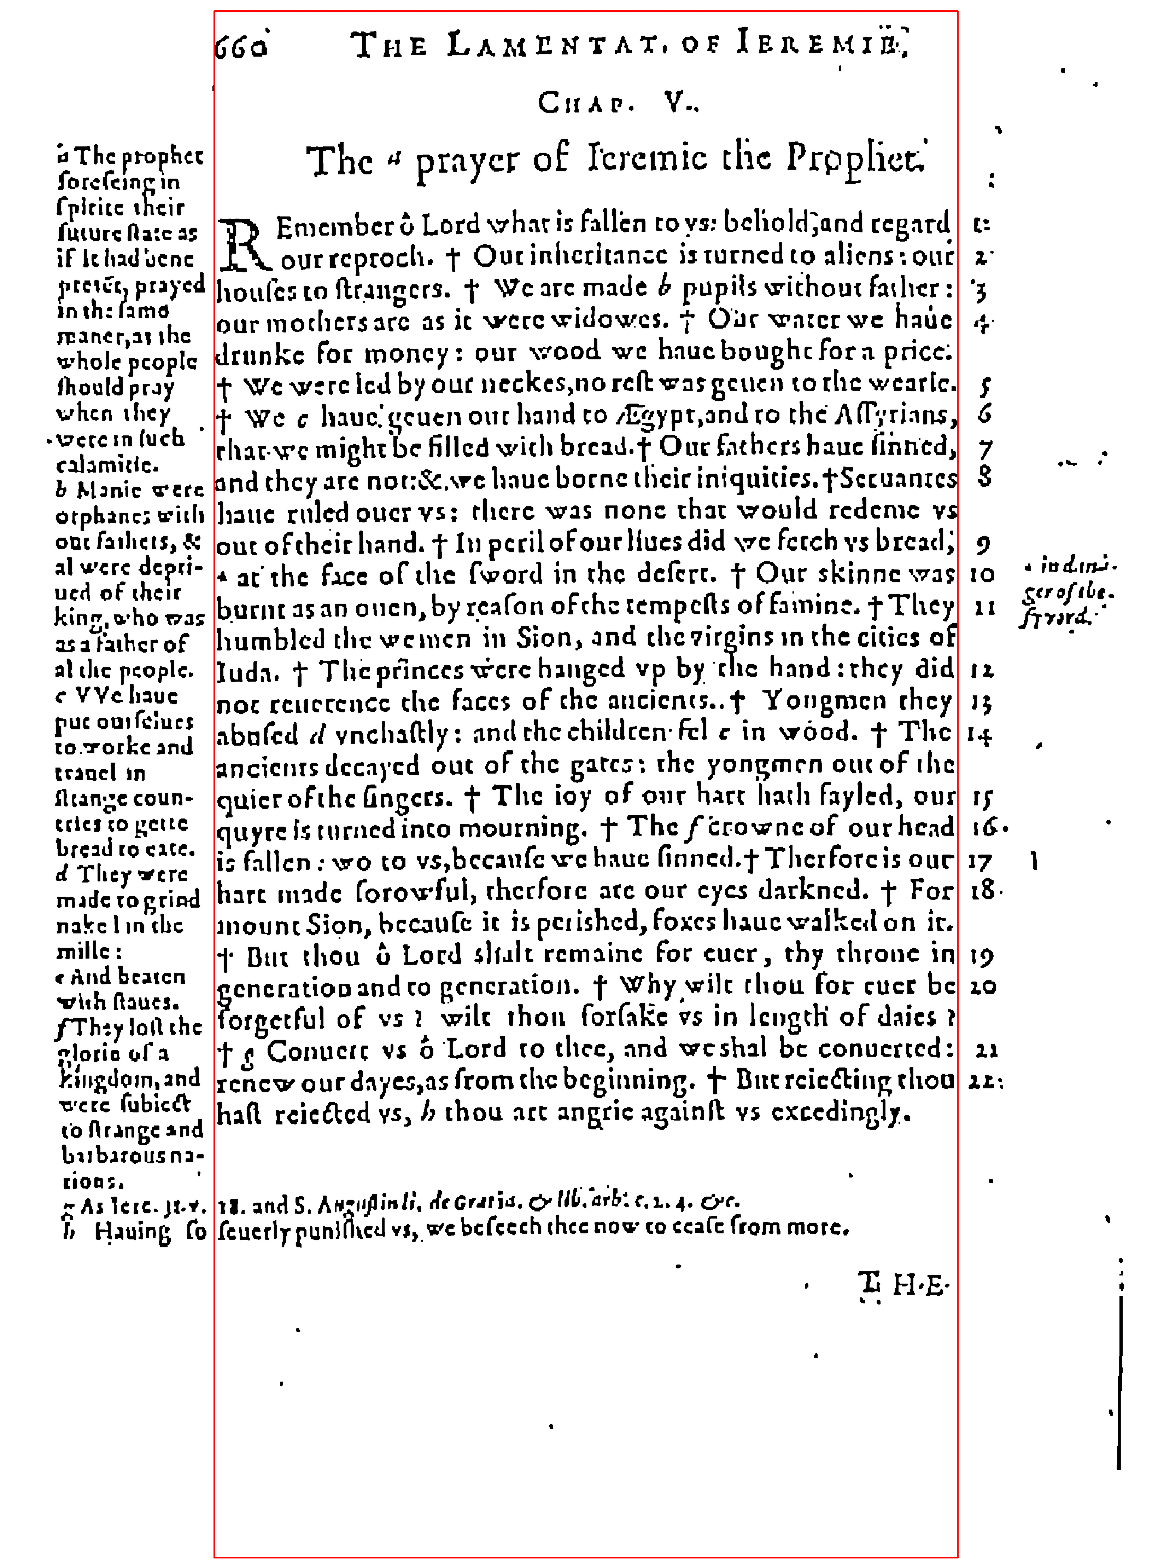 660 THE LAMENTAT. OF IEREMIE.
CHAP. V.
The a prayer of Ieremie the Prophet.
REmember ô Lord what is fallen to vs: behold, and regard 1
our reproch. † Our inheritance is turned to aliens: our 2
houſes to ſtrangers. † We are made b pupils without father: 3
our mothers are as it were widowes. † Our water we haue 4
drunke for money: our wood we haue bought for a price.
† We were led by our neckes, no reſt was geuen to the wearie. 5
† We c haue geuen our hand to Ægypt, and to the Aſſyrians, 6
that we might be filled with bread. † Our fathers haue ſinned, 7
and they are not: & we haue borne their iniquities. † Seruantes 8
haue ruled ouer vs: there was none that would redeme vs
out of their hand. † In peril of our liues did we fetch vs bread, 9
at the face of the ſword in the deſert. † Our skinne was 10
burnt as an ouen, by reaſon of the tempeſts of famine. † They 11
humbled the wemen in Sion, and the virgins in the cities of
Iuda. † The princes were hanged vp by the hand: they did 12
not reuerence the faces of the ancients. † Yongmen they 13
abuſed d vnchaſtly: and the children fel e in wood. † The 14
ancients decayed out of the gates: the yongmen out of the
quier of the ſingers. † The ioy of our hart hath fayled, our 15
quyre is turned into mourning. † The f crowne of our head 16
is fallen: wo to vs, becauſe we haue ſinned. † Therfore is our 17
hart made ſorowful, therfore are our eyes darkned. † For 18
mount Sion, becauſe it is periſhed, foxes haue walked on it.
† But thou ô Lord ſhalt remaine for euer, thy throne in 19
generation and to generation. † Why wilt thou for euer be 20
forgetful of vs? wilt thou forſake vs in length of daies?
† g Conuert vs ô Lord to thee, and we shal be conuerted: 21
renew our dayes, as from the beginning. † But reiecting thou 22
haſt reiected vs, h thou art angrie againſt vs exceedingly.
a The prophet
foreſeing in
ſpirite their
future ſtate as
if it had bene
preſēt, prayed
in the ſame
maner, as the
whole people
ſhould pray
when they
were in ſuch
calamitie.
b Manie were
orphanes with
out fathers, &
al were depri-
ued of their
king, who was
as a father of
al the people.
c VVe haue
put our ſelues
to worke and
trauel in
ſtrange coun-
tries to gette
bread to eate.
d They were
made to grind
naked in the
mille:
e And beaten
with ſtaues.
f They loſt the
glorie of a
kingdom, and
were ſubiect
to ſtrange and
barbarous na-
tions.
in dan-
ger of the
ſword.
g As Iere. 31. v. 18. and S. Auguſtin li. de Gratia. & lib. arb. c. 2. 4. &c.
h Hauing ſo ſeuerly puniſhed vs, we beſeech thee now to ceaſe from more.
THE